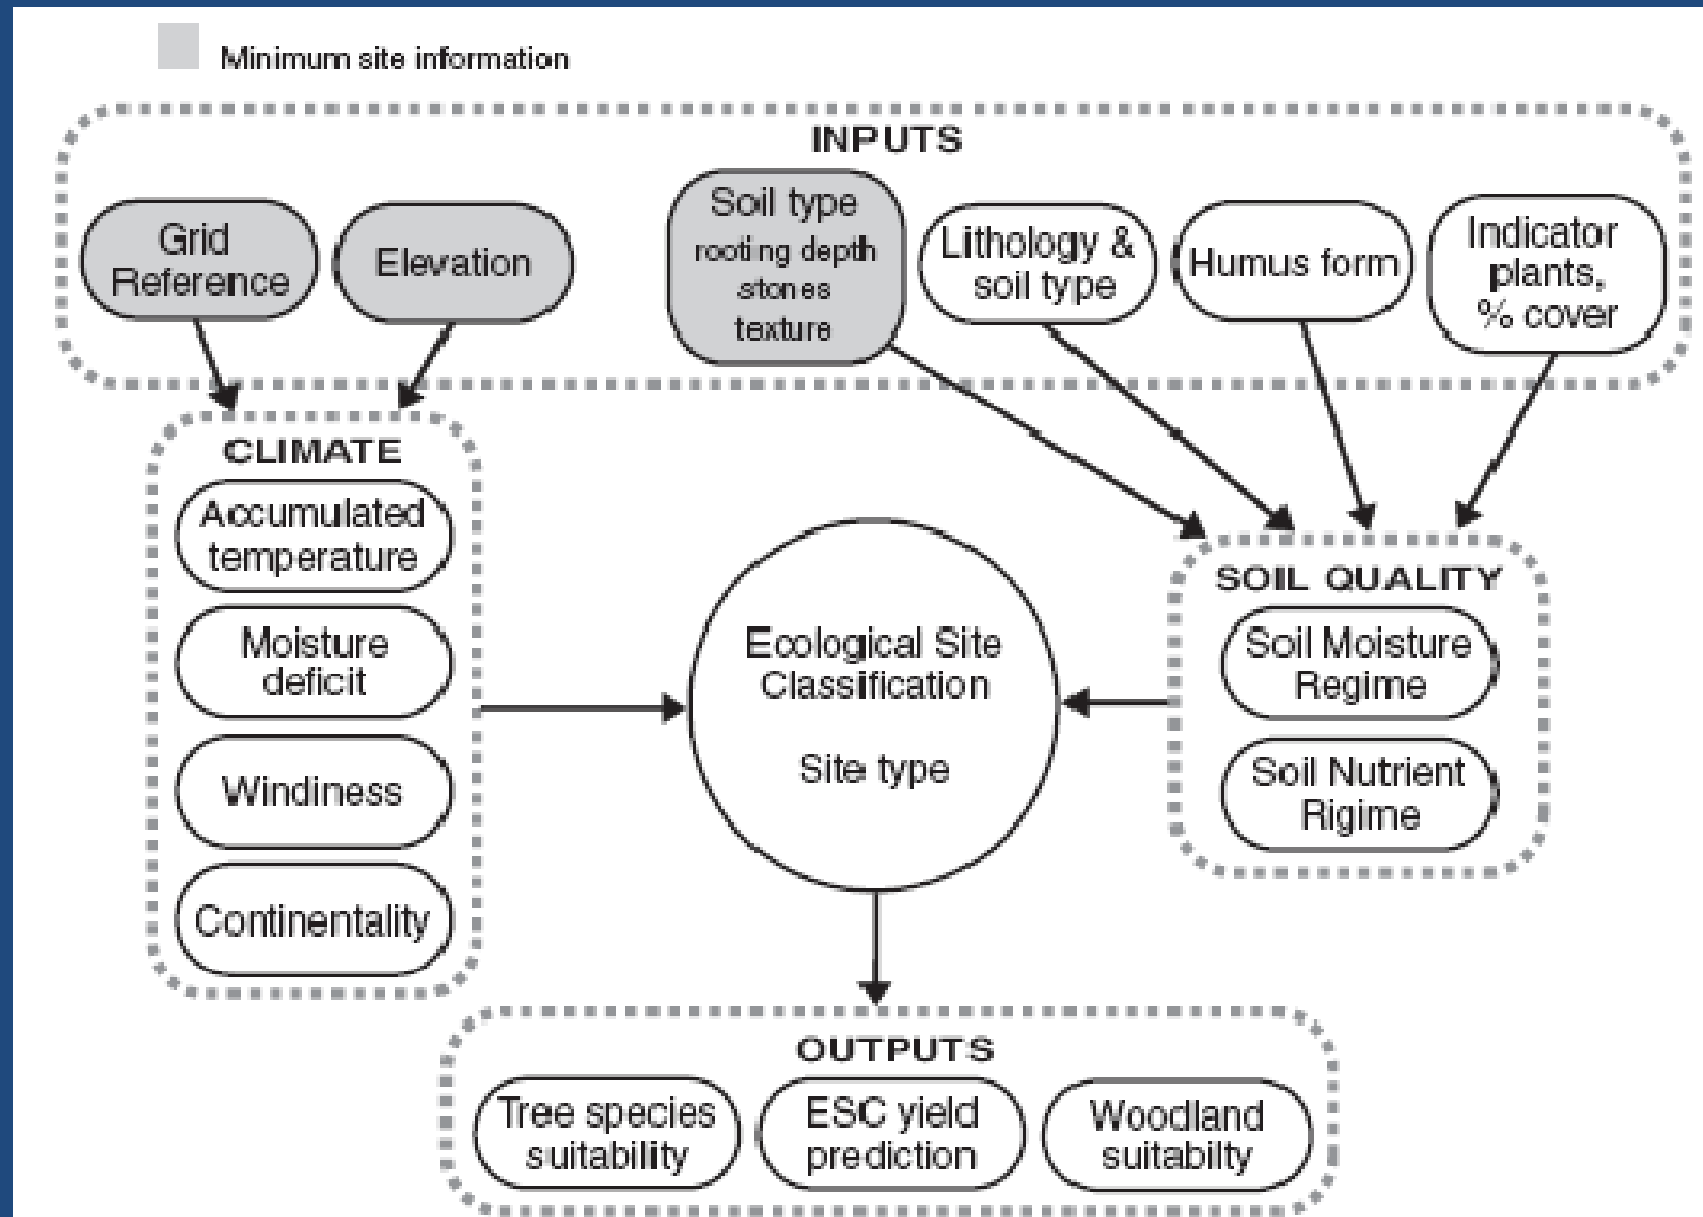 Minimum site information
INPUTS
Grid
Reference
Elevation
Soil type
rooting depth
stones
texture
Lithology &
soil type
Humus form
Indicator
plants,
% cover
CLIMATE
Accumulated
temperature
Moisture
deficit
Windiness
Continentality
Ecological Site
Classification
Site type
SOIL QUALITY
Soil Moisture
Regime
Soil Nutrient
Rigime
OUTPUTS
Tree species
suitability
ESC yield
prediction
Woodland
suitabilty